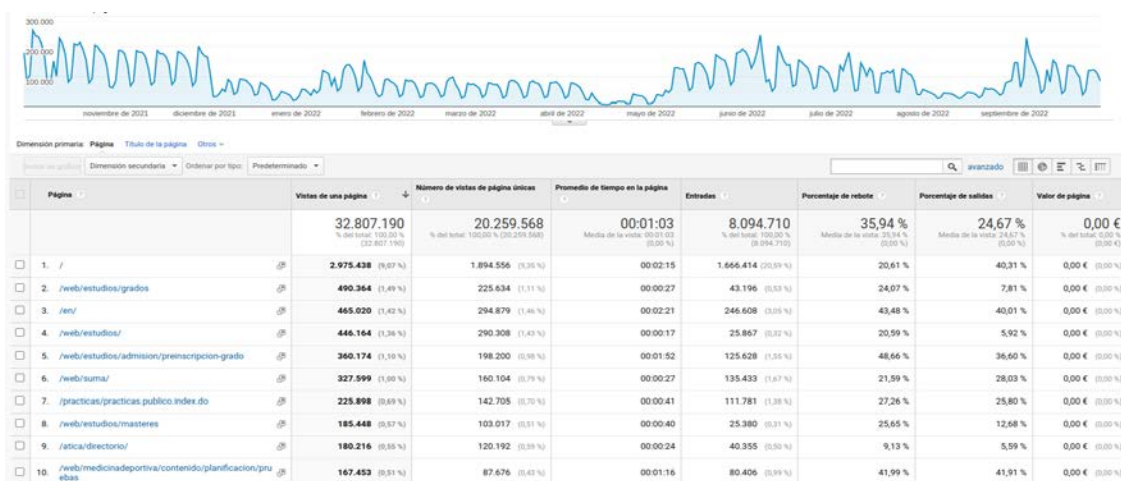 300.000
200.000
100.000
noviembre de 2021 diciembre de 2021 enero de 2022 febrero de 2022 marzo de 2022 abril de 2022 mayo de 2022 junio de 2022 julio de 2022 agosto de 2022 septiembre de 2022
Dimensión primaria: Página Título de la página Otros
Dimensión secundaria Ordenar por tipo: Predeterminado avanzado
Página Vistas de una página Número de vistas de página únicas Promedio de tiempo en la página Entradas Porcentaje de rebote Porcentaje de salidas Valor de página
32.807.190 20.259.568 00:01:03 8.094.710 35,94 % 24,67 % 0,00 €
% del total: 100,00 % % del total: 100,00 % (20.259.568) Media de la vista: 00:01:03 % del total: 100,00 % Media de la vista: 35,94 % Media de la vista: 24,67 % % del total: 0,00 %
(32.807.190) (0,00 %) (8.094.710) (0,00 %) (0,00 %) (0,00 €)
1. / 2.975.438 (9,07 %) 1.894.556 (9,35 %) 00:02:15 1.666.414 (20,59 %) 20,61 % 40,31 % 0,00 € (0,00 %)
2. /web/estudios/grados 490.364 (1,49 %) 225.634 (1,11 %) 00:00:27 43.196 (0,53 %) 24,07 % 7,81 % 0,00 € (0,00 %)
3. /en/ 465.020 (1,42 %) 294.879 (1,46 %) 00:02:21 246.608 (3,05 %) 43,48 % 40,01 % 0,00 € (0,00 %)
4. /web/estudios/ 446.164 (1,36 %) 290.308 (1,43 %) 00:00:17 25.867 (0,32 %) 20,59 % 5,92 % 0,00 € (0,00 %)
5. /web/estudios/admision/preinscripcion-grado 360.174 (1,10 %) 198.200 (0,98 %) 00:01:52 125.628 (1,55 %) 48,66 % 36,60 % 0,00 € (0,00 %)
6. /web/suma/ 327.599 (1,00 %) 160.104 (0,79 %) 00:00:27 135.433 (1,67 %) 21,59 % 28,03 % 0,00 € (0,00 %)
7. /practicas/practicas.publico.index.do 225.898 (0,69 %) 142.705 (0,70 %) 00:00:41 111.781 (1,38 %) 27,26 % 25,80 % 0,00 € (0,00 %)
8. /web/estudios/masteres 185.448 (0,57 %) 103.017 (0,51 %) 00:00:40 25.380 (0,31 %) 25,65 % 12,68 % 0,00 € (0,00 %)
9. /atica/directorio/ 180.216 (0,55 %) 120.192 (0,59 %) 00:00:24 40.355 (0,50 %) 9,13 % 5,59 % 0,00 € (0,00 %)
10. /web/medicinadeportiva/contenido/planificacion/pru 167.453 (0,51 %) 87.676 (0,43 %) 00:01:16 80.406 (0,99 %) 41,99 % 41,91 % 0,00 € (0,00 %)
ebas